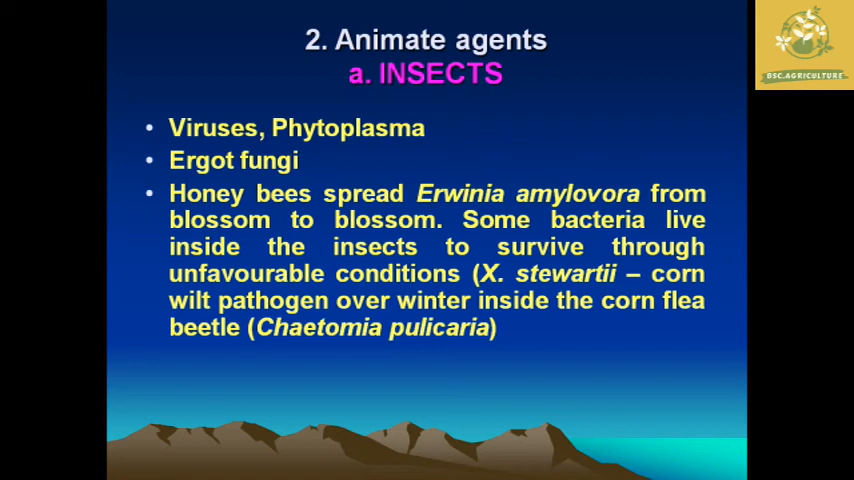 2. Animate agents
a. INSECTS
BSC.AGRICULTURE
• Viruses, Phytoplasma
• Ergot fungi
• Honey bees spread Erwinia amylovora from
blossom to blossom. Some bacteria live
inside the insects to survive through
unfavourable conditions (X. stewartii – corn
wilt pathogen over winter inside the corn flea
beetle (Chaetomia pulicaria)